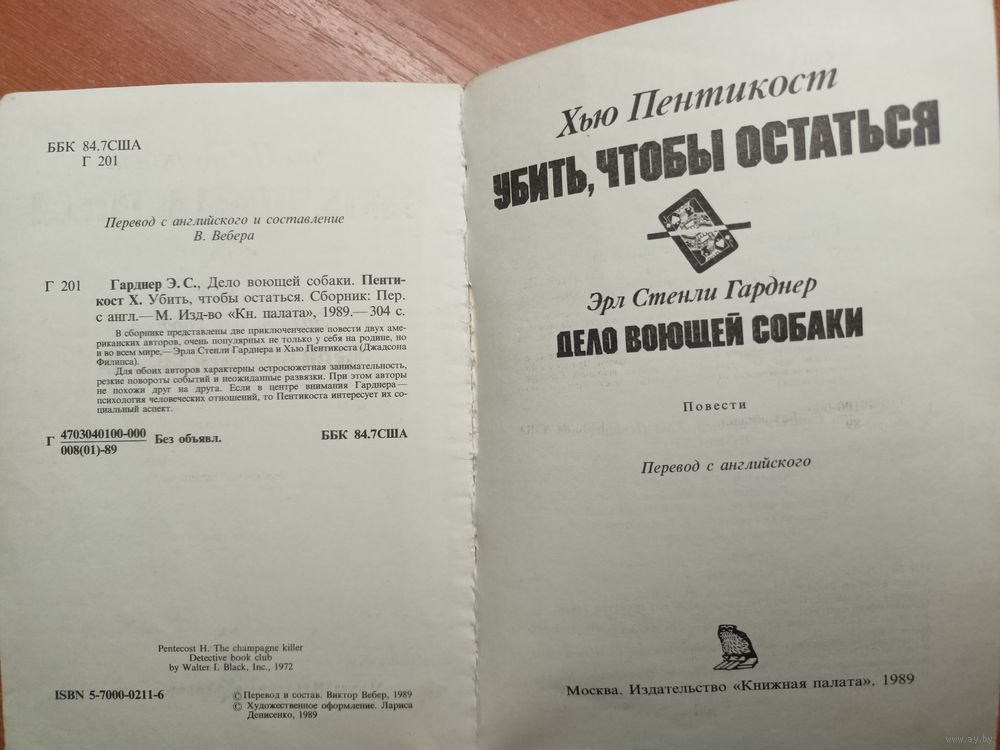 ББК 84.7США
Г 201
Перевод с английского и составление
В. Вебера
Г 201 Гарднер Э. С., Дело воющей собаки. Пенти-
кост Х. Убить, чтобы остаться. Сборник: Пер.
с англ.— М. Изд-во «Кн. палата», 1989.— 304 с.
В сборнике представлены две приключенческие повести двух аме-
риканских авторов, очень популярных не только у себя на родине, но
и во всем мире,— Эрла Стенли Гарднера и Хью Пентикоста (Джадсона
Филипса).
Для обоих авторов характерны остросюжетная занимательность,
резкие повороты событий и неожиданные развязки. При этом авторы
не похожи друг на друга. Если в центре внимания Гарднера —
психология человеческих отношений, то Пентикоста интересует их со-
циальный аспект.
Г 4703040100-000 Без объявл. ББК 84.7США
008(01)-89
Pentecost H. The champagne killer
Detective book club
by Walter I. Black, Inc., 1972
ISBN 5-7000-0211-6
© Перевод и состав. Виктор Вебер, 1989
© Художественное оформление. Лариса
Денисенко, 1989
Хью Пентикост
УБИТЬ, ЧТОБЫ ОСТАТЬСЯ
Эрл Стенли Гарднер
ДЕЛО ВОЮЩЕЙ СОБАКИ
Повести
Перевод с английского
Москва. Издательство «Книжная палата», 1989
www.ay.by